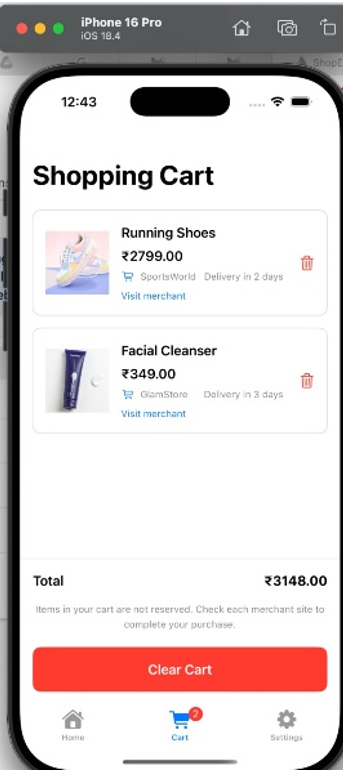 iPhone 16 Pro
iOS 18.4
ShopE
12:43
Shopping Cart
Running Shoes
₹2799.00
SportsWorld Delivery in 2 days
Visit merchant
Facial Cleanser
₹349.00
GlamStore Delivery in 3 days
Visit merchant
Total ₹3148.00
Items in your cart are not reserved. Check each merchant site to
complete your purchase.
Clear Cart
2
Home Cart Settings